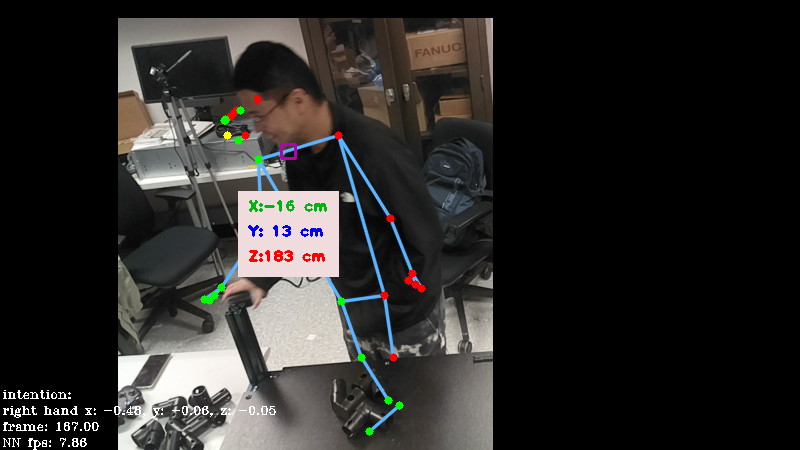 FANUC
X:-16 cm
Y: 13 cm
Z:183 cm
intention:
right hand x: -0.48, y: +0.06, z: -0.05
frame: 167.00
NN fps: 7.86